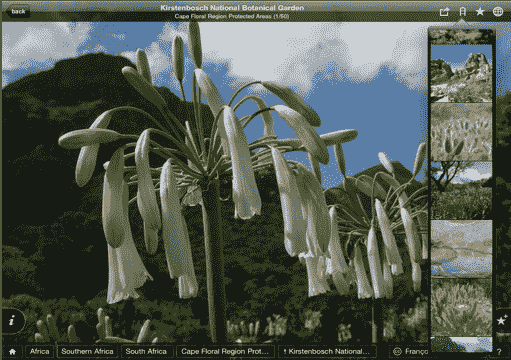 back
Kirstenbosch National Botanical Garden
Cape Floral Region Protected Areas (1/50)
i
Africa
Southern Africa
South Africa
Cape Floral Region Prot...
! Kirstenbosch National...
© Franço
?